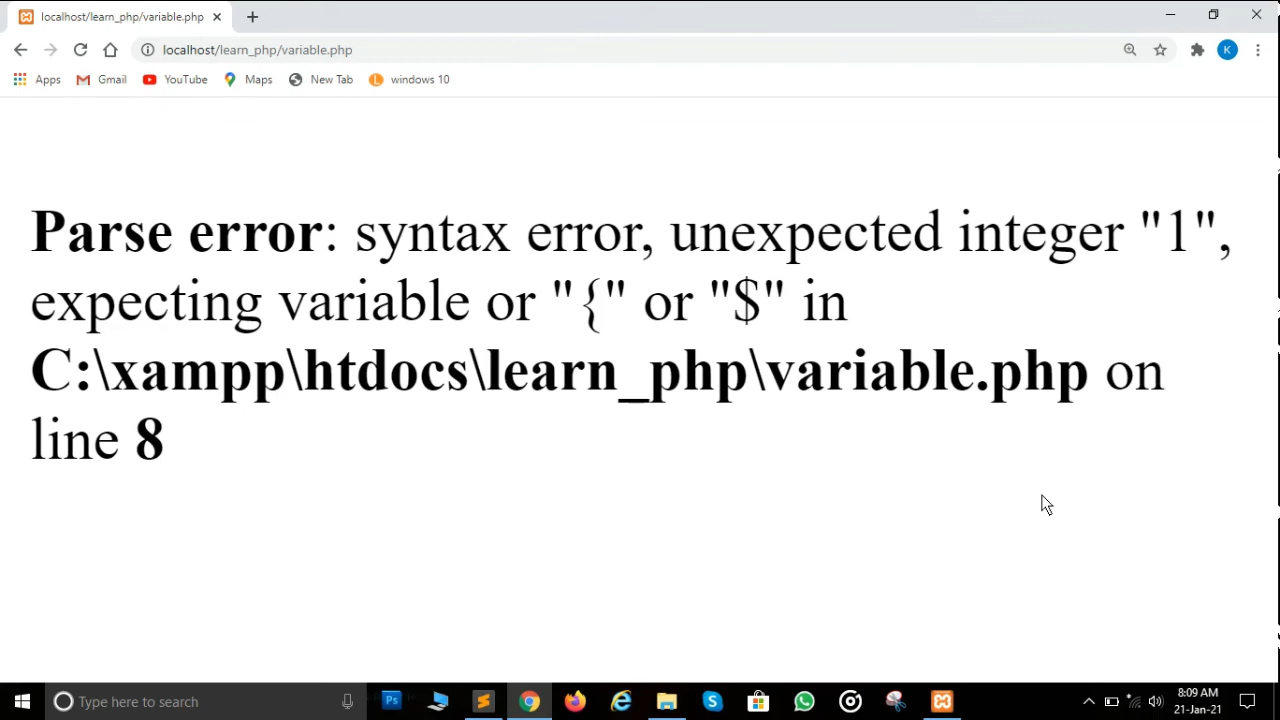 localhost/learn_php/variable.php
localhost/learn_php/variable.php
K
Apps Gmail YouTube Maps New Tab L windows 10
Parse error: syntax error, unexpected integer "1",
expecting variable or "{" or "$" in
C:\xampp\htdocs\learn_php\variable.php on
line 8
Type here to search Ps
8:09 AM
21-Jan-21